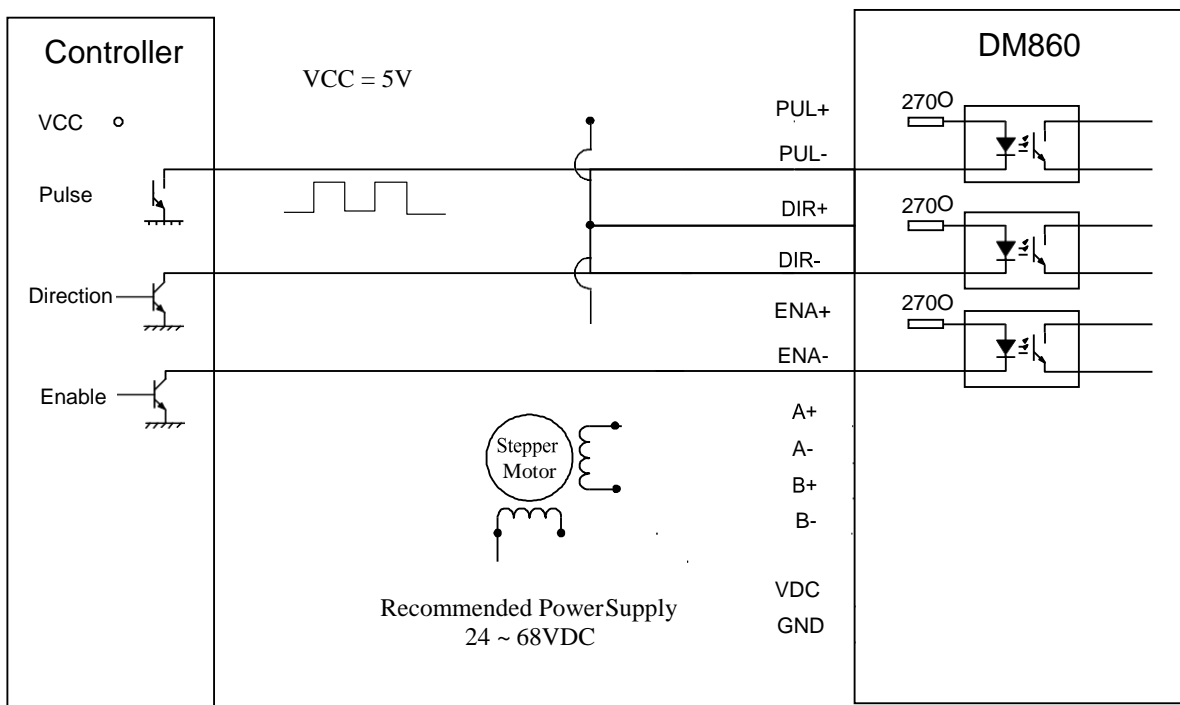 Controller
DM860
VCC = 5V
VCC
PUL+
270O
PUL-
Pulse
DIR+
270O
DIR-
Direction
ENA+
270O
ENA-
Enable
A+
Stepper
Motor
A-
B+
B-
VDC
Recommended PowerSupply
24 ~ 68VDC
GND